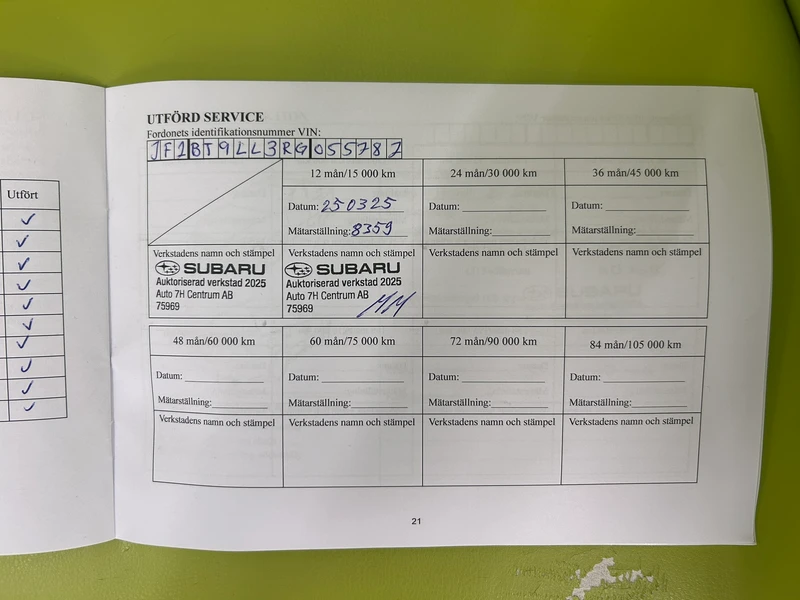 UTFÖRD SERVICE
Fordonets identifikationsnummer VIN:
JF1BT9LL3RG055787
Utfört
12 mån/15 000 km
24 mån/30 000 km
36 mån/45 000 km
Datum: 250325
Datum:
Datum:
Mätarställning: 8359
Mätarställning:
Mätarställning:
Verkstadens namn och stämpel
Verkstadens namn och stämpel
Verkstadens namn och stämpel
Verkstadens namn och stämpel
SUBARU
Auktoriserad verkstad 2025
Auto 7H Centrum AB
75969
SUBARU
Auktoriserad verkstad 2025
Auto 7H Centrum AB
75969
48 mån/60 000 km
60 mån/75 000 km
72 mån/90 000 km
84 mån/105 000 km
Datum:
Datum:
Datum:
Datum:
Mätarställning:
Mätarställning:
Mätarställning:
Mätarställning:
Verkstadens namn och stämpel
Verkstadens namn och stämpel
Verkstadens namn och stämpel
Verkstadens namn och stämpel
21